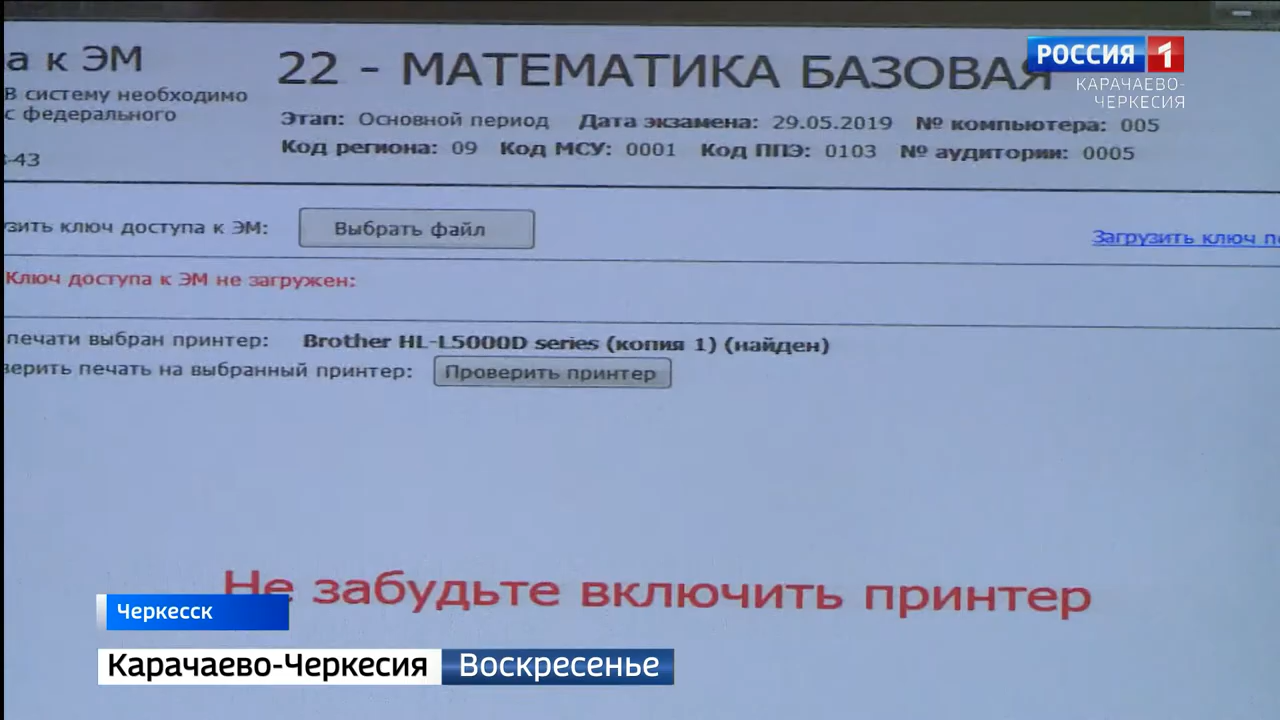 а к ЭМ
22 - МАТЕМАТИКА БАЗОВАЯ
РОССИЯ 1
КАРАЧАЕВО-
ЧЕРКЕСИЯ
В систему необходимо
с федерального
Этап: Основной период Дата экзамена: 29.05.2019 № компьютера: 005
Код региона: 09 Код МСУ: 0001 Код ППЭ: 0103 № аудитории: 0005
-43
зить ключ доступа к ЭМ: Выбрать файл Загрузить ключ п
Ключ доступа к ЭМ не загружен:
печати выбран принтер: Brother HL-L5000D series (копия 1) (найден)
верить печать на выбранный принтер: Проверить принтер
Не забудьте включить принтер
Черкесск
Карачаево-Черкесия Воскресенье